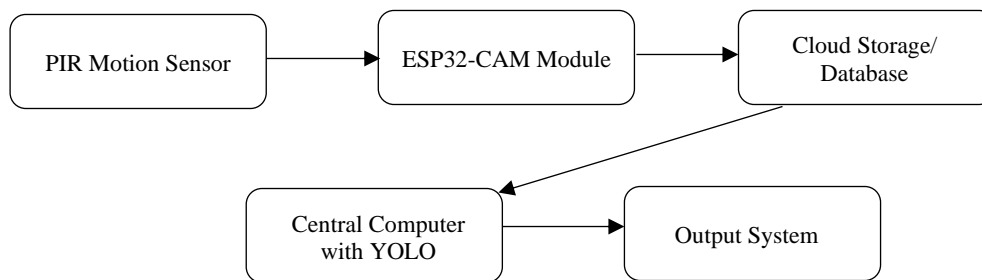 PIR Motion Sensor
ESP32-CAM Module
Cloud Storage/
Database
Central Computer
with YOLO
Output System